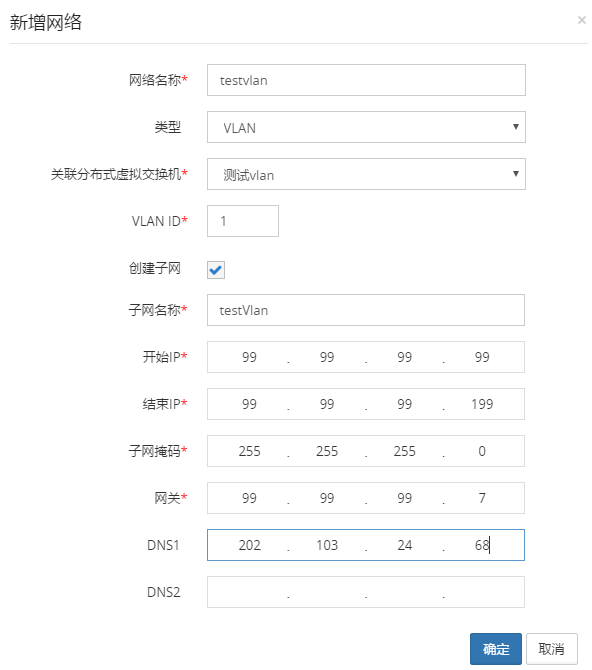 新增网络 ×
网络名称* testvlan
类型 VLAN
关联分布式虚拟交换机* 测试vlan
VLAN ID* 1
创建子网
子网名称* testVlan
开始IP* 99 . 99 . 99 . 99
结束IP* 99 . 99 . 99 . 199
子网掩码* 255 . 255 . 255 . 0
网关* 99 . 99 . 99 . 7
DNS1 202 . 103 . 24 . 68
DNS2 . . .
确定 取消